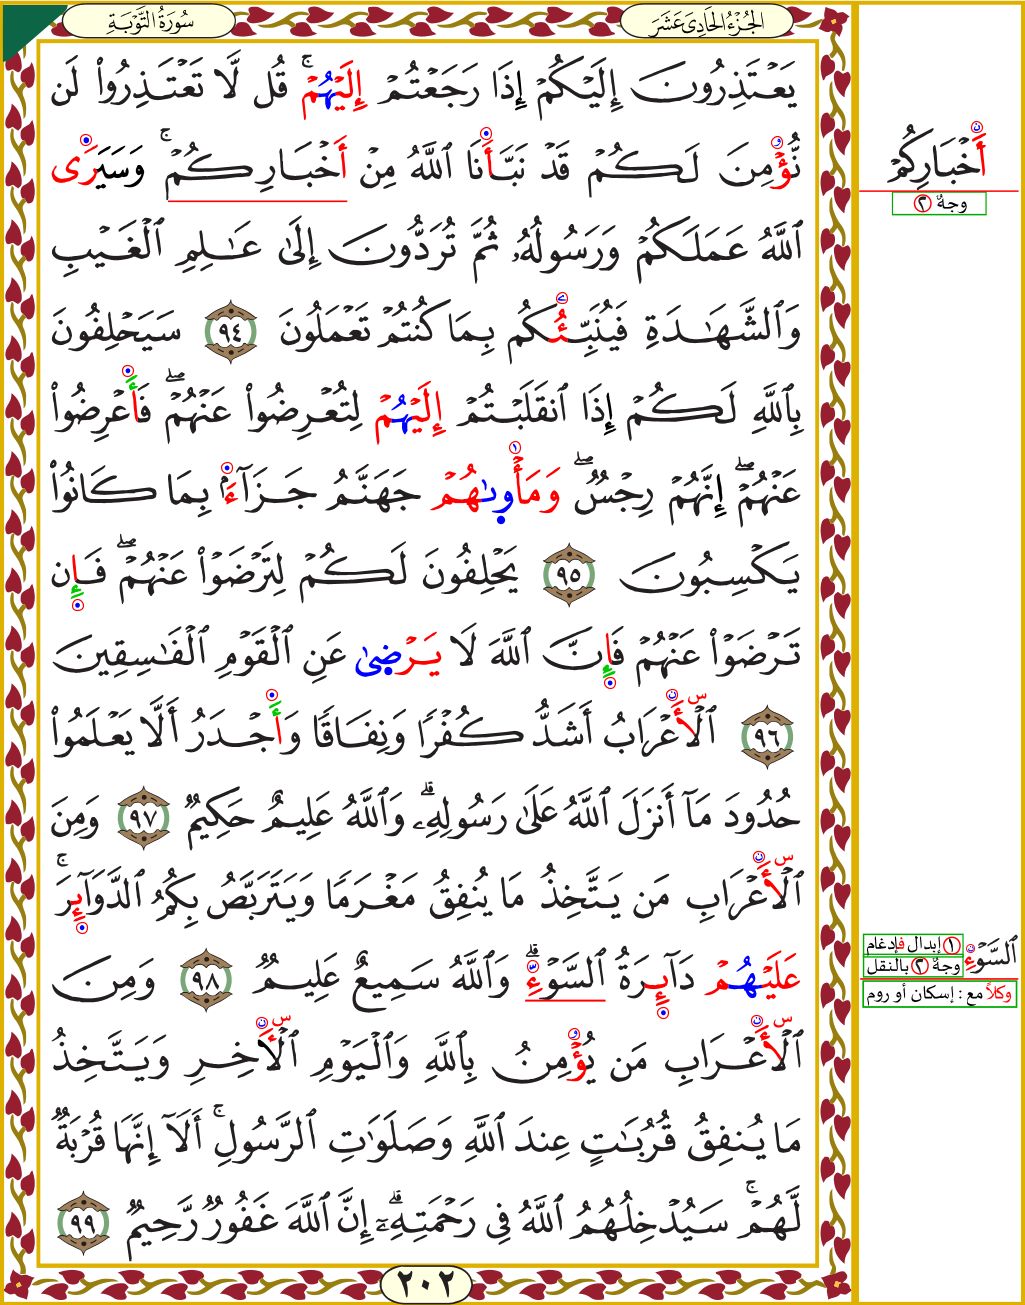 سُورَةُ التَّوْبَةِ
الجُزْءُ الحَادِيَ عَشَرَ
يَعْتَذِرُونَ إِلَيْكُمْ إِذَا رَجَعْتُمْ إِلَيْهُمْ ۚ قُل لَّا تَعْتَذِرُوا۟ لَن
نُّؤْمِنَ لَكُمْ قَدْ نَبَّأَنَا ٱللَّهُ مِنْ أَخْبَارِكُمْ ۚ وَسَيَرَى
ٱللَّهُ عَمَلَكُمْ وَرَسُولُهُۥ ثُمَّ تُرَدُّونَ إِلَىٰ عَـٰلِمِ ٱلْغَيْبِ
وَٱلشَّهَـٰدَةِ فَيُنَبِّئُكُم بِمَا كُنتُمْ تَعْمَلُونَ ٩٤ سَيَحْلِفُونَ
بِٱللَّهِ لَكُمْ إِذَا ٱنقَلَبْتُمْ إِلَيْهُمْ لِتُعْرِضُوا۟ عَنْهُمْ ۖ فَأَعْرِضُوا۟
عَنْهُمْ ۖ إِنَّهُمْ رِجْسٌ ۖ وَمَأْوِىٰهُمْ جَهَنَّمُ جَزَآءًۢ بِمَا كَانُوا۟
يَكْسِبُونَ ٩٥ يَحْلِفُونَ لَكُمْ لِتَرْضَوْا۟ عَنْهُمْ ۖ فَإِن
تَرْضَوْا۟ عَنْهُمْ فَإِنَّ ٱللَّهَ لَا يَرْضِىٰ عَنِ ٱلْقَوْمِ ٱلْفَـٰسِقِينَ
٩٦ ٱلْأَعْرَابُ أَشَدُّ كُفْرًا وَنِفَاقًا وَأَجْدَرُ أَلَّا يَعْلَمُوا۟
حُدُودَ مَآ أَنزَلَ ٱللَّهُ عَلَىٰ رَسُولِهِۦ ۗ وَٱللَّهُ عَلِيمٌ حَكِيمٌ ٩٧ وَمِنَ
ٱلْأَعْرَابِ مَن يَتَّخِذُ مَا يُنفِقُ مَغْرَمًا وَيَتَرَبَّصُ بِكُمُ ٱلدَّوَآئِرَ ۚ
عَلَيْهُمْ دَآئِرَةُ ٱلسَّوْءِ ۗ وَٱللَّهُ سَمِيعٌ عَلِيمٌ ٩٨ وَمِنَ
ٱلْأَعْرَابِ مَن يُؤْمِنُ بِٱللَّهِ وَٱلْيَوْمِ ٱلْـَٔاخِرِ وَيَتَّخِذُ
مَا يُنفِقُ قُرُبَـٰتٍ عِندَ ٱللَّهِ وَصَلَوَٰتِ ٱلرَّسُولِ ۚ أَلَآ إِنَّهَا قُرْبَةٌ
لَّهُمْ ۚ سَيُدْخِلُهُمُ ٱللَّهُ فِى رَحْمَتِهِۦٓ ۗ إِنَّ ٱللَّهَ غَفُورٌ رَّحِيمٌ ٩٩
٢٠٢
أَخْبَارِكُمْ
وجهٌ ٢
ٱلسَّوْءِ ١ إبدال فإدغام
وجهٌ ٢ بالنقل
وكلاً مع : إسكان أو روم